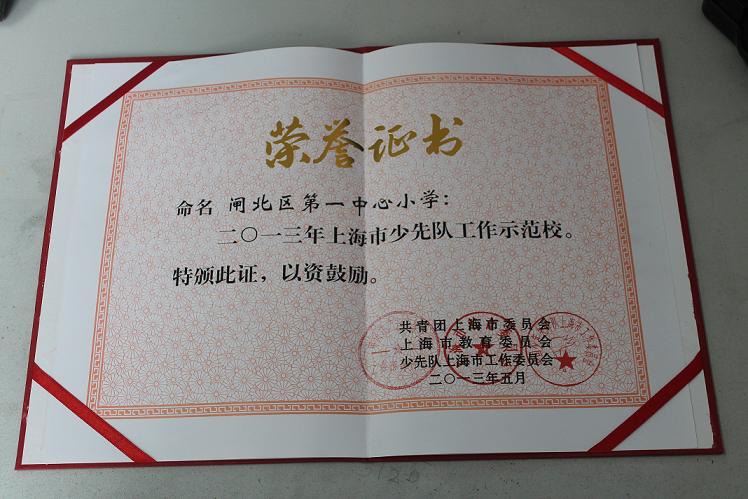 荣誉证书
命名 闸北区第一中心小学：
二〇一三年上海市少先队工作示范校。
特颁此证，以资鼓励。
共青团上海市委员会
上海市教育委员会
少先队上海市工作委员会
二〇一三年五月